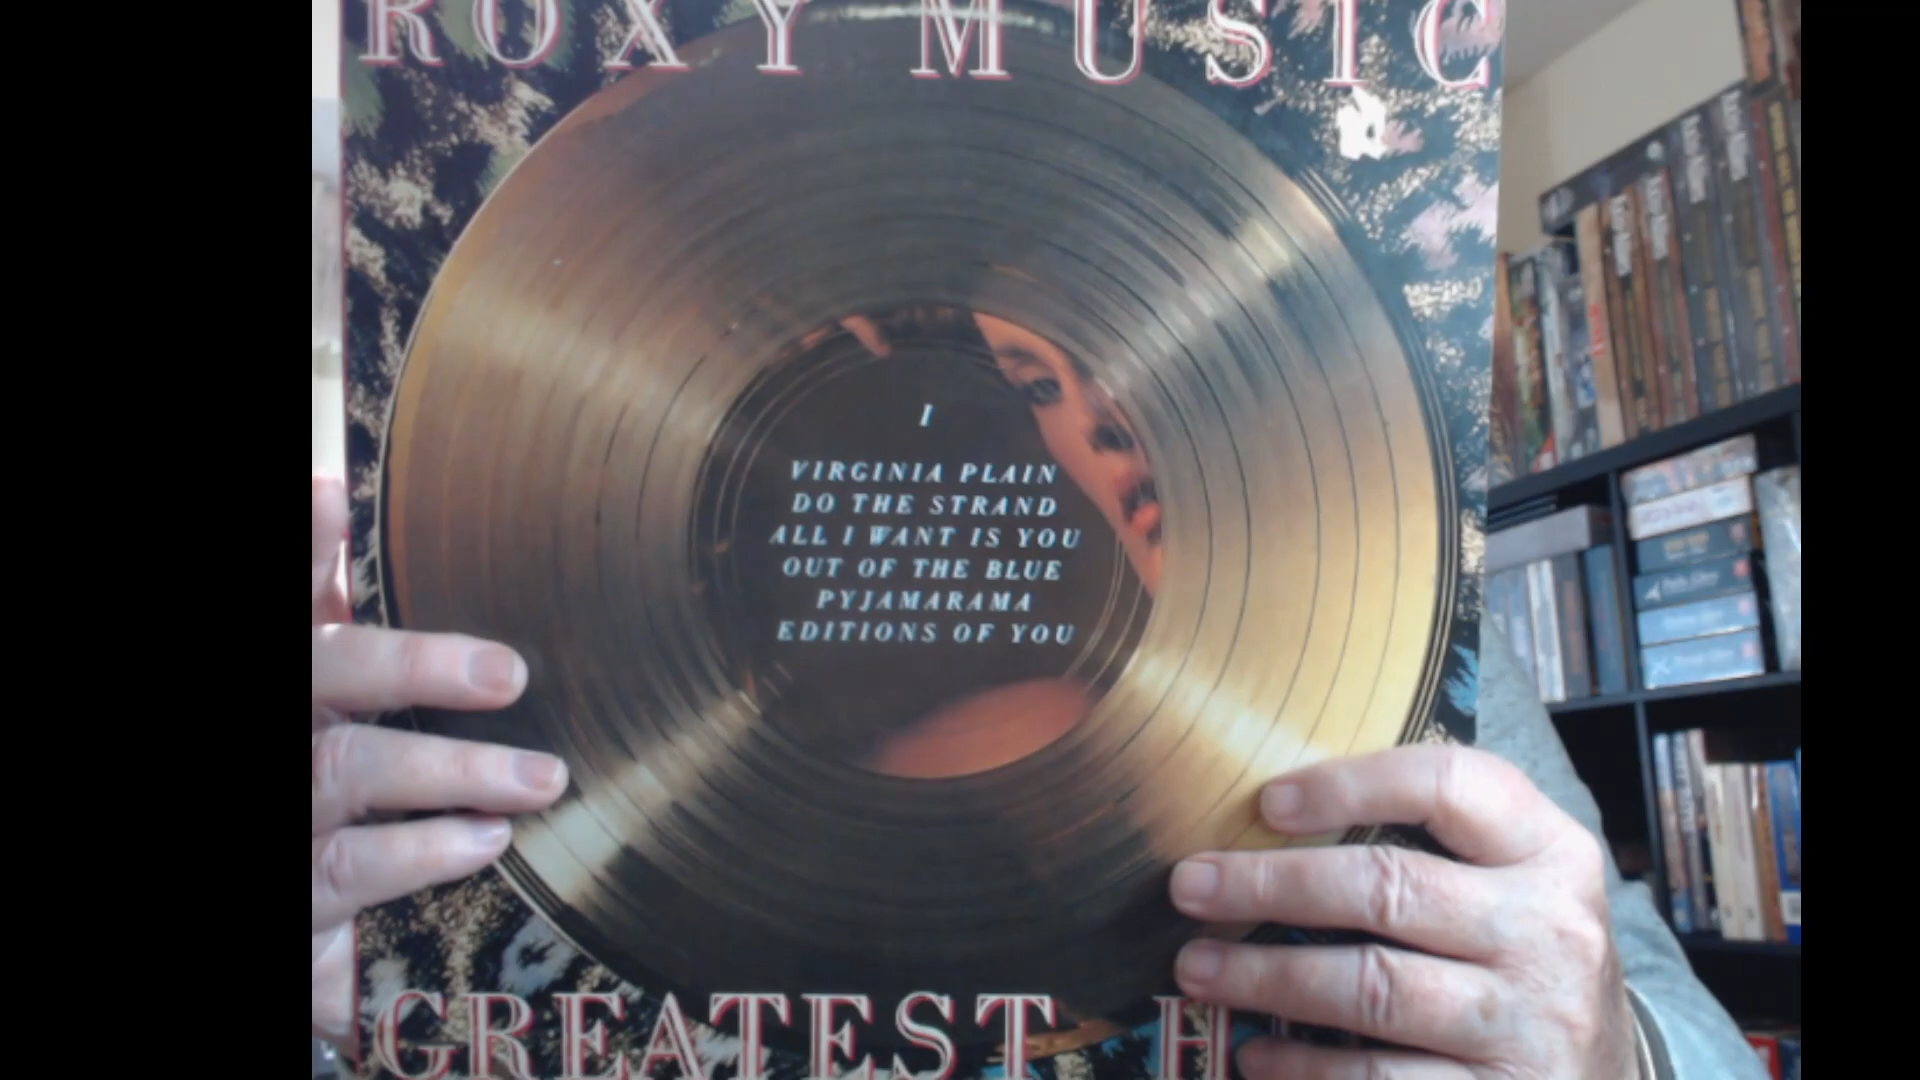 ROXY MUSIC
I
VIRGINIA PLAIN
DO THE STRAND
ALL I WANT IS YOU
OUT OF THE BLUE
PYJAMARAMA
EDITIONS OF YOU
GREATEST H